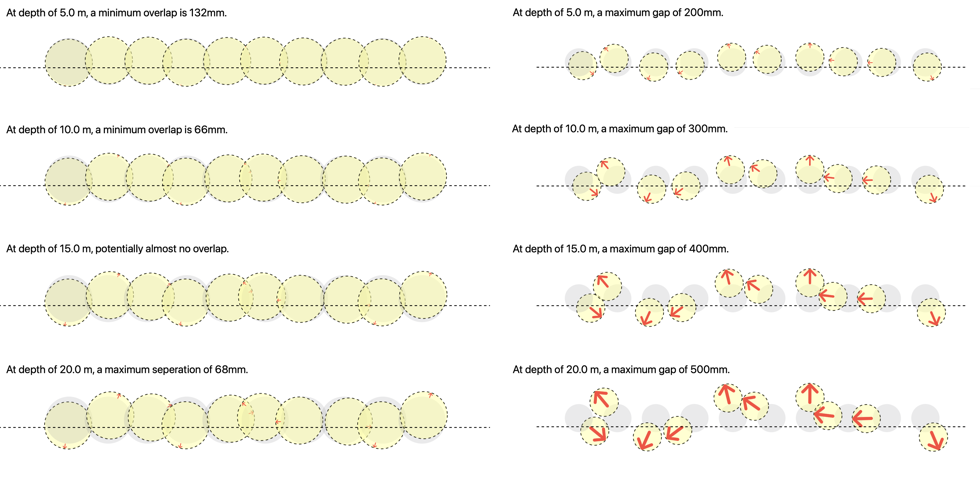 At depth of 5.0 m, a minimum overlap is 132mm.
At depth of 5.0 m, a maximum gap of 200mm.
At depth of 10.0 m, a minimum overlap is 66mm.
At depth of 10.0 m, a maximum gap of 300mm.
At depth of 15.0 m, potentially almost no overlap.
At depth of 15.0 m, a maximum gap of 400mm.
At depth of 20.0 m, a maximum seperation of 68mm.
At depth of 20.0 m, a maximum gap of 500mm.